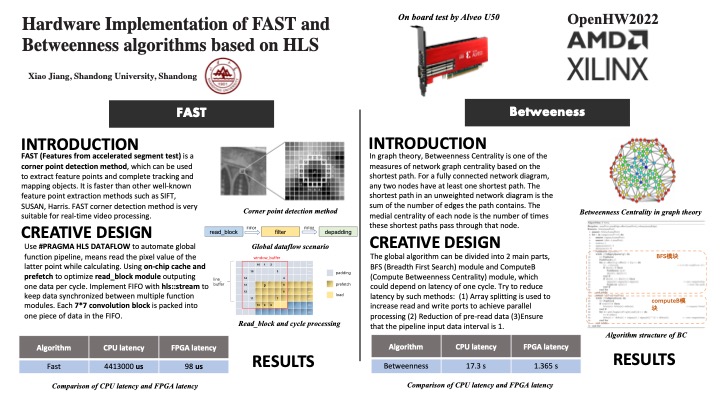 Hardware Implementation of FAST and
Betweenness algorithms based on HLS
Xiao Jiang, Shandong University, Shandong
On board test by Alveo U50
OpenHW2022
AMD
XILINX
FAST
INTRODUCTION
FAST (Features from accelerated segment test) is a
corner point detection method, which can be used
to extract feature points and complete tracking and
mapping objects. It is faster than other well-known
feature point extraction methods such as SIFT,
SUSAN, Harris. FAST corner detection method is very
suitable for real-time video processing.
Corner point detection method
CREATIVE DESIGN
Use #PRAGMA HLS DATAFLOW to automate global
function pipeline, means read the pixel value of the
latter point while calculating. Using on-chip cache and
prefetch to optimize read_block module outputing
one data per cycle. Implement FIFO with hls::stream to
keep data synchronized between multiple function
modules. Each 7*7 convolution block is packed into
one piece of data in the FIFO.
read_block
filter
depadding
Global dataflow scenario
window_buffer
line_
buffer
padding
prefetch
load
Read_block and cycle processing
Algorithm CPU latency FPGA latency
Fast 4413000 us 98 us
RESULTS
Comparison of CPU latency and FPGA latency
Betweeness
INTRODUCTION
In graph theory, Betweenness Centrality is one of the
measures of network graph centrality based on the
shortest path. For a fully connected network diagram,
any two nodes have at least one shortest path. The
shortest path in an unweighted network diagram is the
sum of the number of edges the path contains. The
medial centrality of each node is the number of times
these shortest paths pass through that node.
Betweenness Centrality in graph theory
CREATIVE DESIGN
The global algorithm can be divided into 2 main parts,
BFS (Breadth First Search) module and ComputeB
(Compute Betweenness Centrality) module, which
could depend on latency of one cycle. Try to reduce
latency by such methods: (1) Array spliting is used to
increase read and write ports to achieve parallel
processing (2) Reduction of pre-read data (3)Ensure
that the pipeline input data interval is 1.
BFS模块
computeB模
块
Algorithm structure of BC
Algorithm CPU latency FPGA latency
Betweenness 17.3 s 1.365 s
RESULTS
Comparison of CPU latency and FPGA latency